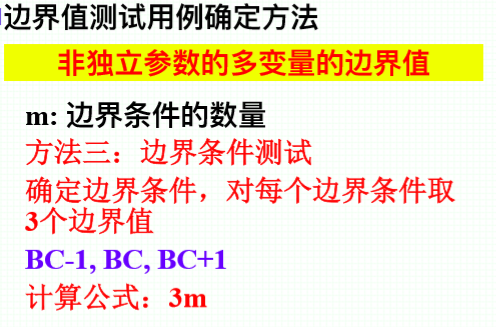 边界值测试用例确定方法
非独立参数的多变量的边界值
m: 边界条件的数量
方法三：边界条件测试
确定边界条件，对每个边界条件取
3个边界值
BC-1, BC, BC+1
计算公式：3m